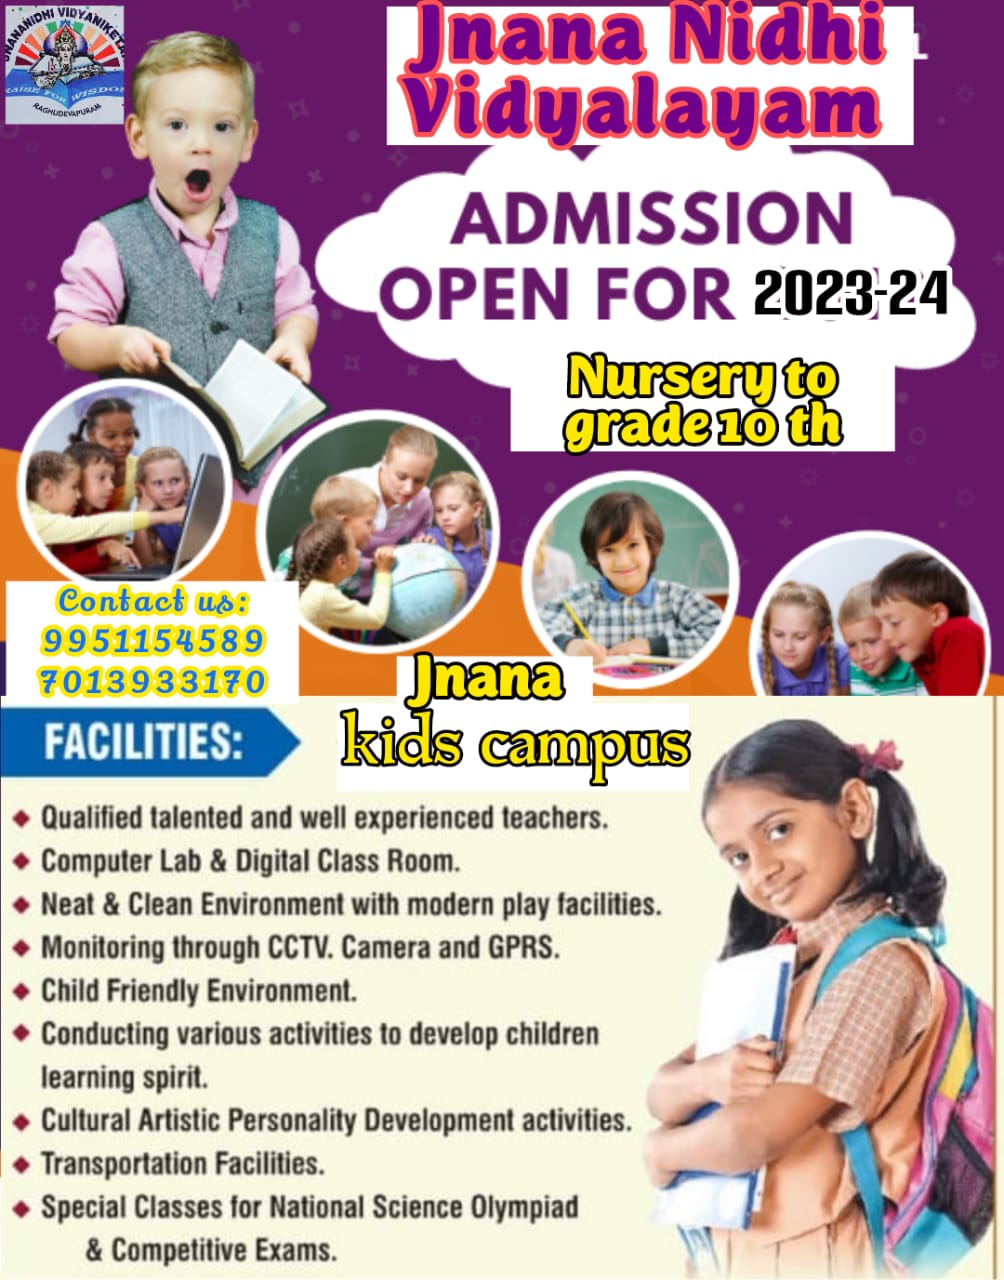 JNANANIDHI VIDYANIKETAN
RAISE FOR WISDOM
RAGHUDEVAPURAM
Jnana Nidhi
Vidyalayam
ADMISSION
OPEN FOR 2023-24
Nursery to
grade 10 th
Contact us:
9951154589
7013933170
Jnana
kids campus
FACILITIES:
Qualified talented and well experienced teachers.
Computer Lab & Digital Class Room.
Neat & Clean Environment with modern play facilities.
Monitoring through CCTV. Camera and GPRS.
Child Friendly Environment.
Conducting various activities to develop children
learning spirit.
Cultural Artistic Personality Development activities.
Transportation Facilities.
Special Classes for National Science Olympiad
& Competitive Exams.